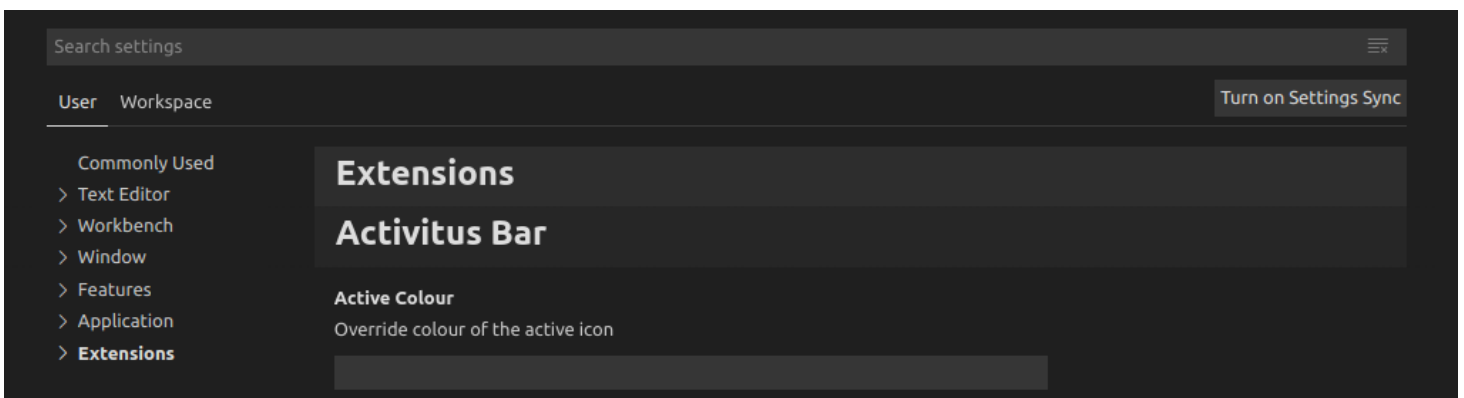 Search settings
User Workspace
Turn on Settings Sync
Commonly Used
Text Editor
Workbench
Window
Features
Application
Extensions
Extensions
Activitus Bar
Active Colour
Override colour of the active icon